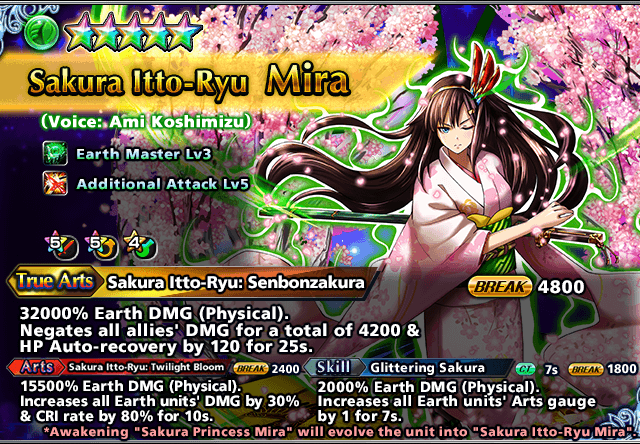 Sakura Itto-Ryu Mira
(Voice: Ami Koshimizu)
Earth Master Lv3
Additional Attack Lv5
5 5 4
True Arts Sakura Itto-Ryu: Senbonzakura BREAK 4800
32000% Earth DMG (Physical).
Negates all allies' DMG for a total of 4200 &
HP Auto-recovery by 120 for 25s.
Arts Sakura Itto-Ryu: Twilight Bloom BREAK 2400
15500% Earth DMG (Physical).
Increases all Earth units' DMG by 30%
& CRI rate by 80% for 10s.
Skill Glittering Sakura CT 7s BREAK 1800
2000% Earth DMG (Physical).
Increases all Earth units' Arts gauge
by 1 for 7s.
*Awakening "Sakura Princess Mira" will evolve the unit into "Sakura Itto-Ryu Mira".